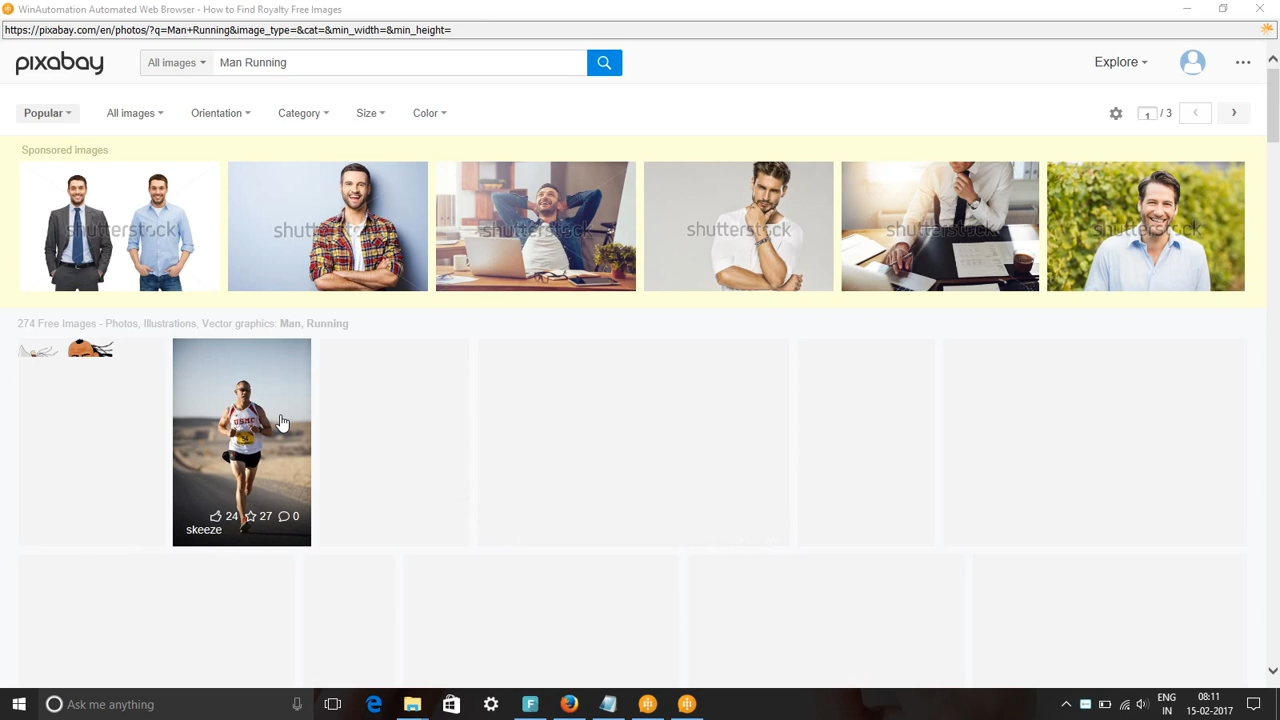 WinAutomation Automated Web Browser - How to Find Royalty Free Images
https://pixabay.com/en/photos/?q=Man+Running&image_type=&cat=&min_width=&min_height=
pixabay All images Man Running Explore
Popular All images Orientation Category Size Color 1 / 3
Sponsored images
shutterstock shutterstock shutterstock shutterstock shutterstock shutterstock
274 Free Images - Photos, Illustrations, Vector graphics: Man, Running
USMC
24 27 0
skeeze
Ask me anything
ENG 08:11
IN 15-02-2017